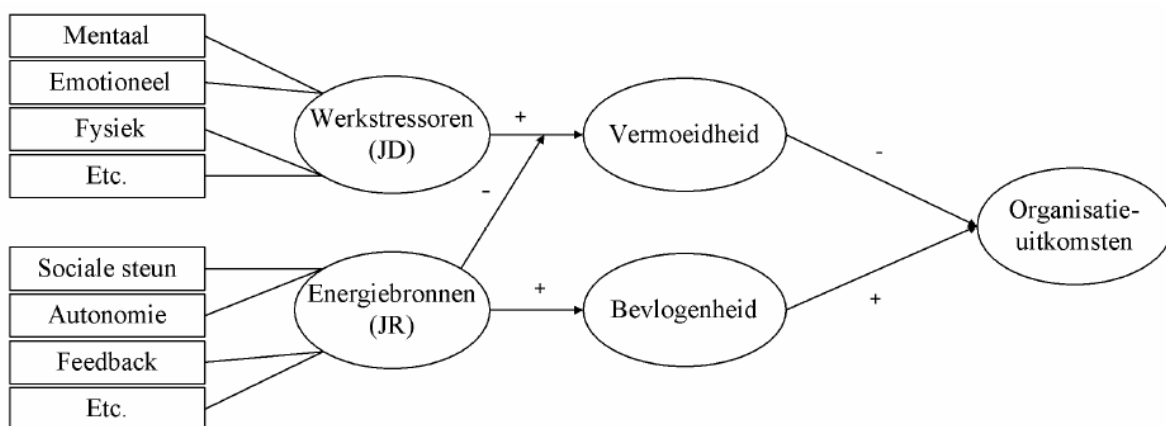 Mentaal
Emotioneel
Fysiek
Etc.
Werkstressoren
(JD)
+
Vermoeidheid
-
-
Organisatie-
uitkomsten
Sociale steun
Autonomie
Feedback
Etc.
Energiebronnen
(JR)
+
Bevlogenheid
+